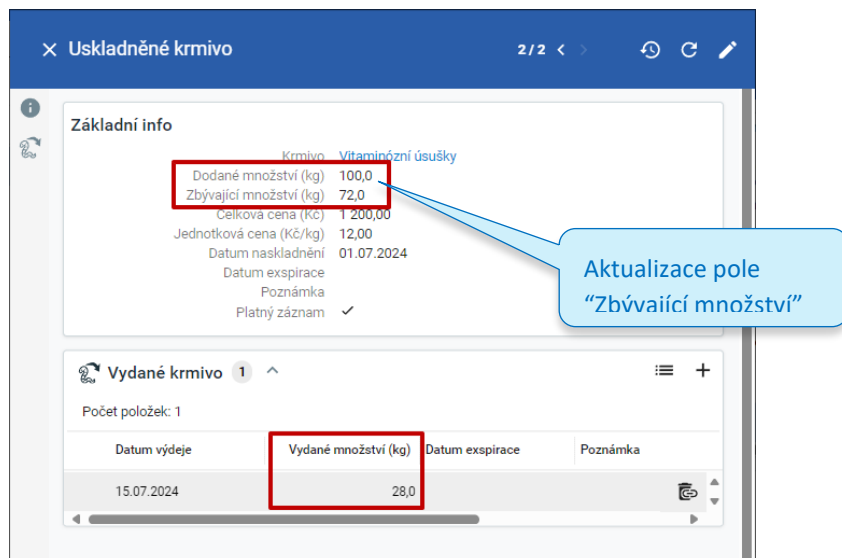 Uskladněné krmivo 2/2
Základní info
Krmivo Vitaminózní úsušky
Dodané množství (kg) 100,0
Zbývající množství (kg) 72,0
Celková cena (Kč) 1 200,00
Jednotková cena (Kč/kg) 12,00
Datum naskladnění 01.07.2024
Datum exspirace
Poznámka
Platný záznam ✓
Aktualizace pole
“Zbývající množství”
Vydané krmivo 1
Počet položek: 1
Datum výdeje Vydané množství (kg) Datum exspirace Poznámka
15.07.2024 28,0